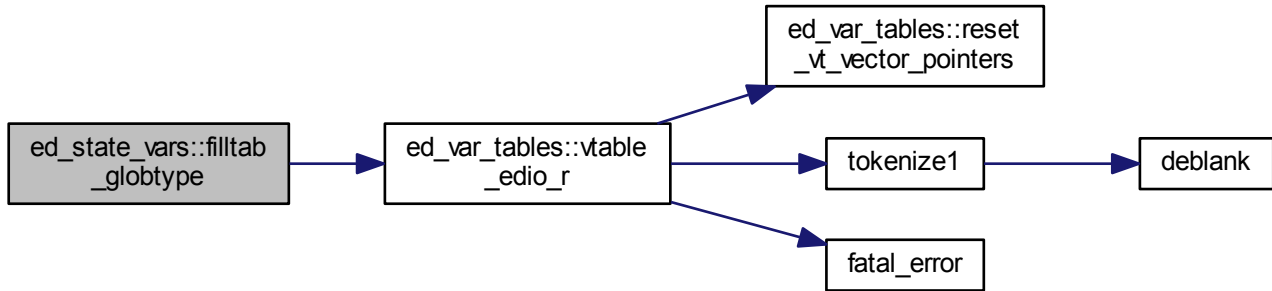 ed_var_tables::reset
_vt_vector_pointers
ed_state_vars::filltab
_globtype
ed_var_tables::vtable
_edio_r
tokenize1
deblank
fatal_error